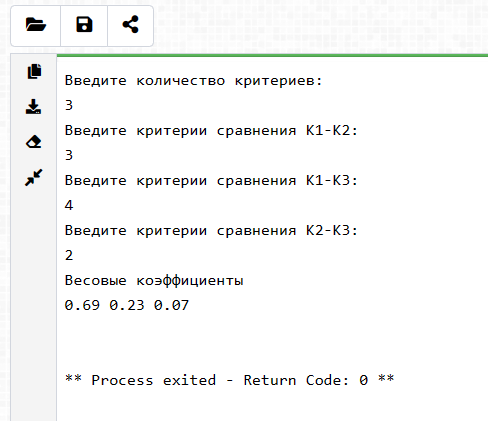 Введите количество критериев:
3
Введите критерии сравнения К1-К2:
3
Введите критерии сравнения К1-К3:
4
Введите критерии сравнения К2-К3:
2
Весовые коэффициенты
0.69 0.23 0.07
** Process exited - Return Code: 0 **